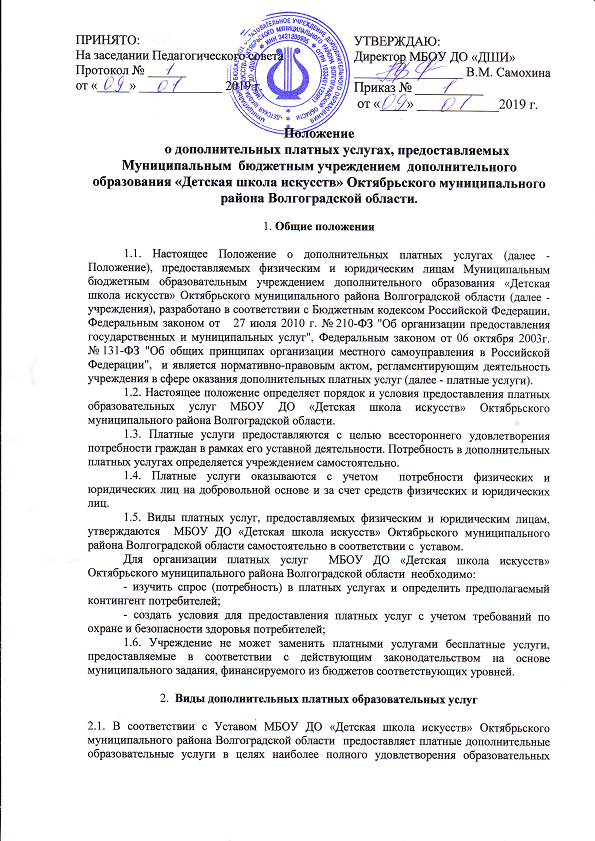 ПРИНЯТО:
На заседании Педагогического совета
Протокол № 1
от « 09 » 01 2019 г.
УТВЕРЖДАЮ:
Директор МБОУ ДО «ДШИ»
В.М. Самохина
Приказ № 1
от « 09 » 01 2019 г.
Положение
о дополнительных платных услугах, предоставляемых
Муниципальным бюджетным учреждением дополнительного
образования «Детская школа искусств» Октябрьского муниципального
района Волгоградской области.
1. Общие положения
1.1. Настоящее Положение о дополнительных платных услугах (далее -
Положение), предоставляемых физическим и юридическим лицам Муниципальным
бюджетным образовательным учреждением дополнительного образования «Детская
школа искусств» Октябрьского муниципального района Волгоградской области (далее -
учреждения), разработано в соответствии с Бюджетным кодексом Российской Федерации,
Федеральным законом от 27 июля 2010 г. № 210-ФЗ "Об организации предоставления
государственных и муниципальных услуг", Федеральным законом от 06 октября 2003г.
№ 131-ФЗ "Об общих принципах организации местного самоуправления в Российской
Федерации", и является нормативно-правовым актом, регламентирующим деятельность
учреждения в сфере оказания дополнительных платных услуг (далее - платные услуги).
1.2. Настоящее положение определяет порядок и условия предоставления платных
образовательных услуг МБОУ ДО «Детская школа искусств» Октябрьского
муниципального района Волгоградской области.
1.3. Платные услуги предоставляются с целью всестороннего удовлетворения
потребности граждан в рамках его уставной деятельности. Потребность в дополнительных
платных услугах определяется учреждением самостоятельно.
1.4. Платные услуги оказываются с учетом потребности физических и
юридических лиц на добровольной основе и за счет средств физических и юридических
лиц.
1.5. Виды платных услуг, предоставляемых физическим и юридическим лицам,
утверждаются МБОУ ДО «Детская школа искусств» Октябрьского муниципального
района Волгоградской области самостоятельно в соответствии с уставом.
Для организации платных услуг МБОУ ДО «Детская школа искусств»
Октябрьского муниципального района Волгоградской области необходимо:
- изучить спрос (потребность) в платных услугах и определить предполагаемый
контингент потребителей;
- создать условия для предоставления платных услуг с учетом требований по
охране и безопасности здоровья потребителей;
1.6. Учреждение не может заменить платными услугами бесплатные услуги,
предоставляемые в соответствии с действующим законодательством на основе
муниципального задания, финансируемого из бюджетов соответствующих уровней.
2. Виды дополнительных платных образовательных услуг
2.1. В соответствии с Уставом МБОУ ДО «Детская школа искусств» Октябрьского
муниципального района Волгоградской области предоставляет платные дополнительные
образовательные услуги в целях наиболее полного удовлетворения образовательных